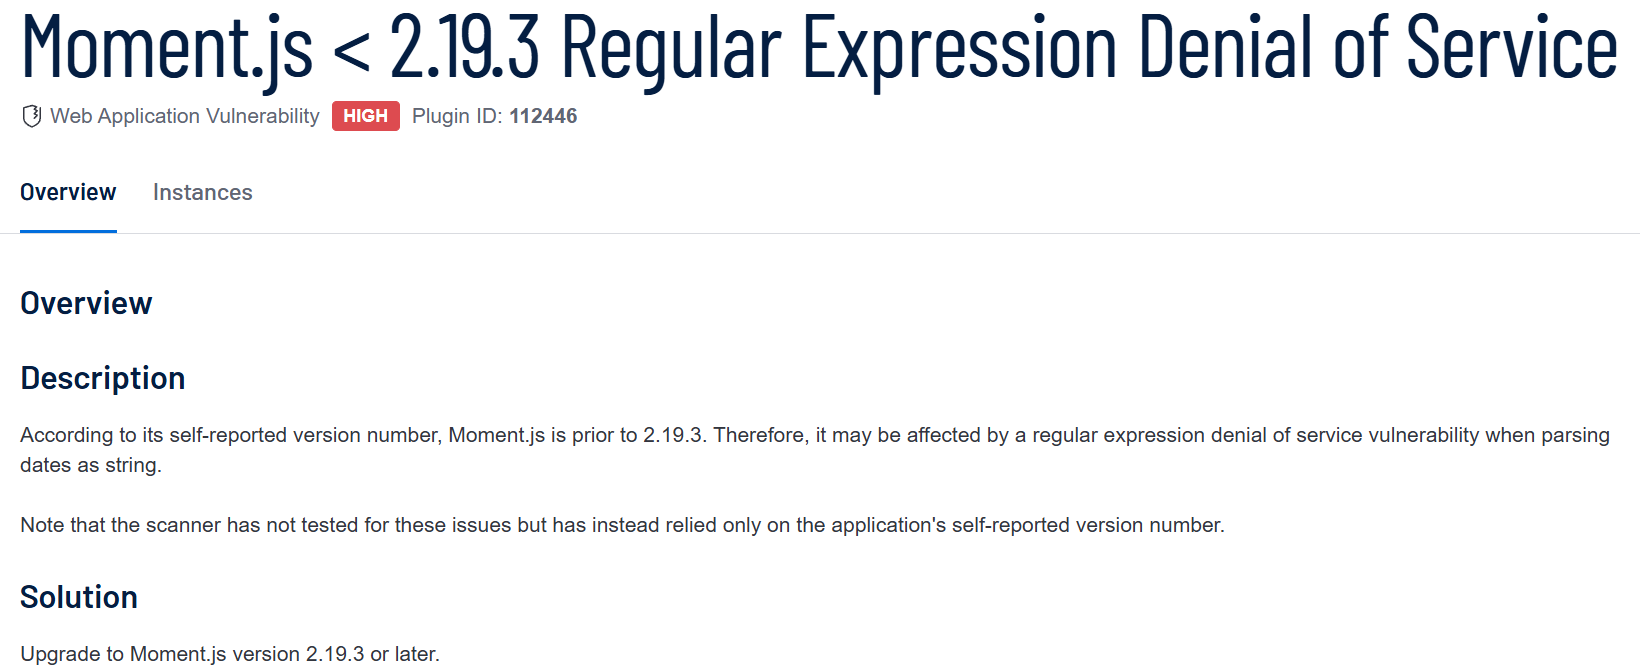 Moment.js < 2.19.3 Regular Expression Denial of Service
Web Application Vulnerability HIGH Plugin ID: 112446
Overview Instances
Overview
Description
According to its self-reported version number, Moment.js is prior to 2.19.3. Therefore, it may be affected by a regular expression denial of service vulnerability when parsing
dates as string.
Note that the scanner has not tested for these issues but has instead relied only on the application's self-reported version number.
Solution
Upgrade to Moment.js version 2.19.3 or later.